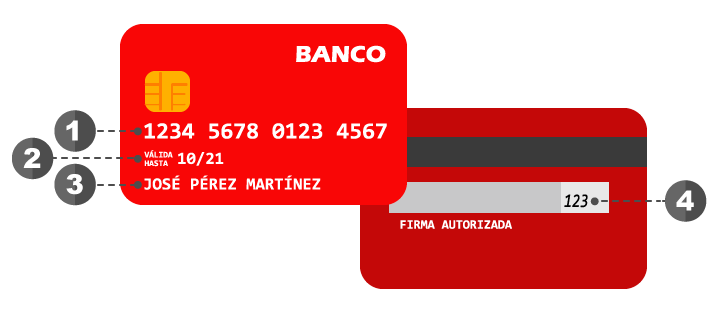 BANCO
1 1234 5678 0123 4567
2 VÁLIDA HASTA 10/21
3 JOSÉ PÉREZ MARTÍNEZ
123 4
FIRMA AUTORIZADA